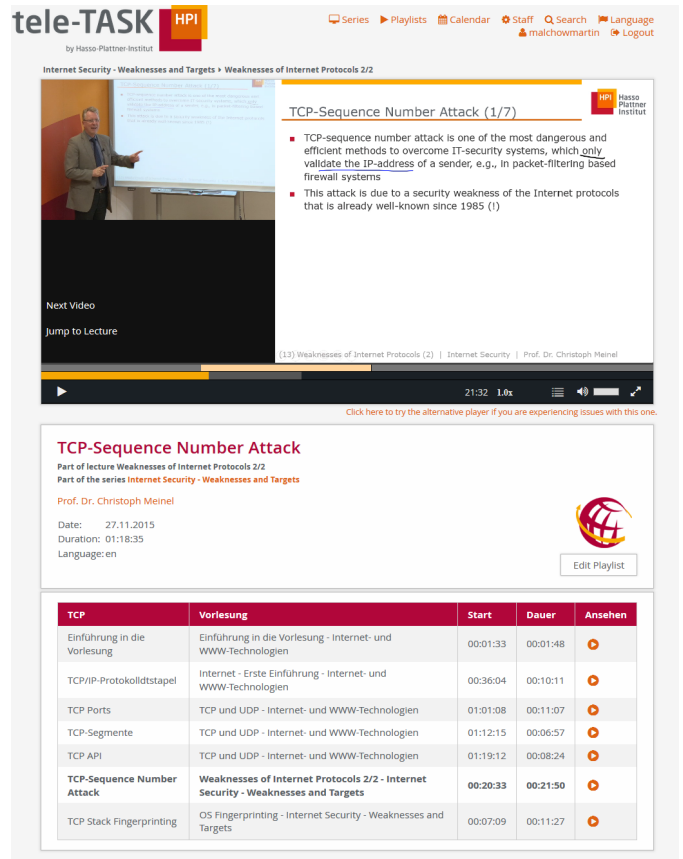 tele-TASK HPI
by Hasso-Plattner-Institut
Series Playlists Calendar Staff Search Language
malchowmartin Logout
Internet Security - Weaknesses and Targets Weaknesses of Internet Protocols 2/2
TCP-Sequence Number Attack (1/7)
HPI Hasso
Plattner
Institut
TCP-sequence number attack is one of the most dangerous and
efficient methods to overcome IT-security systems, which only
validate the IP-address of a sender, e.g., in packet-filtering based
firewall systems
This attack is due to a security weakness of the Internet protocols
that is already well-known since 1985 (!)
Next Video
Jump to Lecture
(13) Weaknesses of Internet Protocols (2) | Internet Security | Prof. Dr. Christoph Meinel
21:32 1.0x
Click here to try the alternative player if you are experiencing issues with this one.
TCP-Sequence Number Attack
Part of lecture Weaknesses of Internet Protocols 2/2
Part of the series Internet Security - Weaknesses and Targets
Prof. Dr. Christoph Meinel
Date: 27.11.2015
Duration: 01:18:35
Language: en
Edit Playlist
TCP Vorlesung Start Dauer Ansehen
Einführung in die
Vorlesung
Einführung in die Vorlesung - Internet- und
WWW-Technologien
00:01:33 00:01:48
TCP/IP-Protokolldtstapel
Internet - Erste Einführung - Internet- und
WWW-Technologien
00:36:04 00:10:11
TCP Ports TCP und UDP - Internet- und WWW-Technologien 01:01:08 00:11:07
TCP-Segmente TCP und UDP - Internet- und WWW-Technologien 01:12:15 00:06:57
TCP API TCP und UDP - Internet- und WWW-Technologien 01:19:12 00:08:24
TCP-Sequence Number
Attack
Weaknesses of Internet Protocols 2/2 - Internet
Security - Weaknesses and Targets
00:20:33 00:21:50
TCP Stack Fingerprinting
OS Fingerprinting - Internet Security - Weaknesses and
Targets
00:07:09 00:11:27